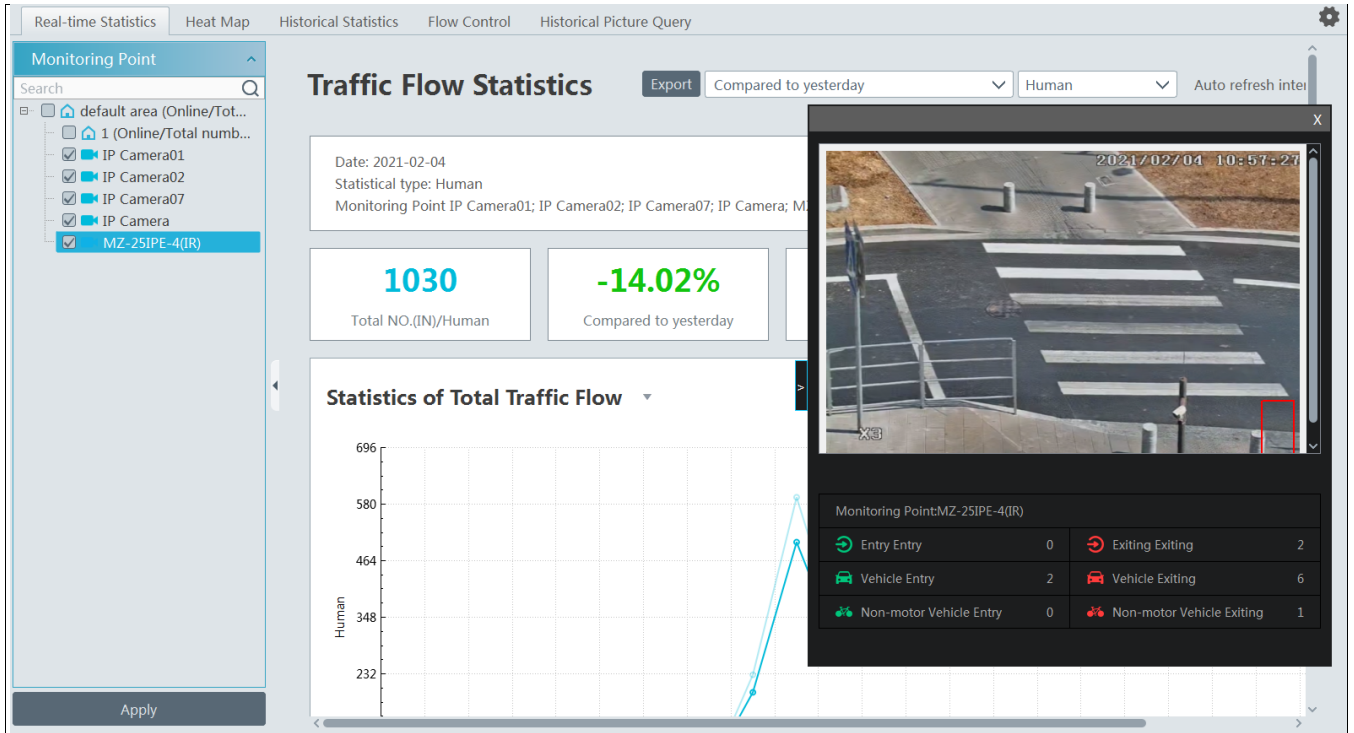 Real-time Statistics Heat Map Historical Statistics Flow Control Historical Picture Query
Monitoring Point
Search
default area (Online/Tot...
1 (Online/Total numb...
IP Camera01
IP Camera02
IP Camera07
IP Camera
MZ-25IPE-4(IR)
Apply
Traffic Flow Statistics Export Compared to yesterday Human Auto refresh inter
Date: 2021-02-04
Statistical type: Human
Monitoring Point IP Camera01; IP Camera02; IP Camera07; IP Camera; M
1030
Total NO.(IN)/Human
-14.02%
Compared to yesterday
Statistics of Total Traffic Flow
696
580
464
348
232
Human
X
2021/02/04 10:57:27
X3
>
Monitoring Point:MZ-25IPE-4(IR)
Entry Entry 0 Exiting Exiting 2
Vehicle Entry 2 Vehicle Exiting 6
Non-motor Vehicle Entry 0 Non-motor Vehicle Exiting 1